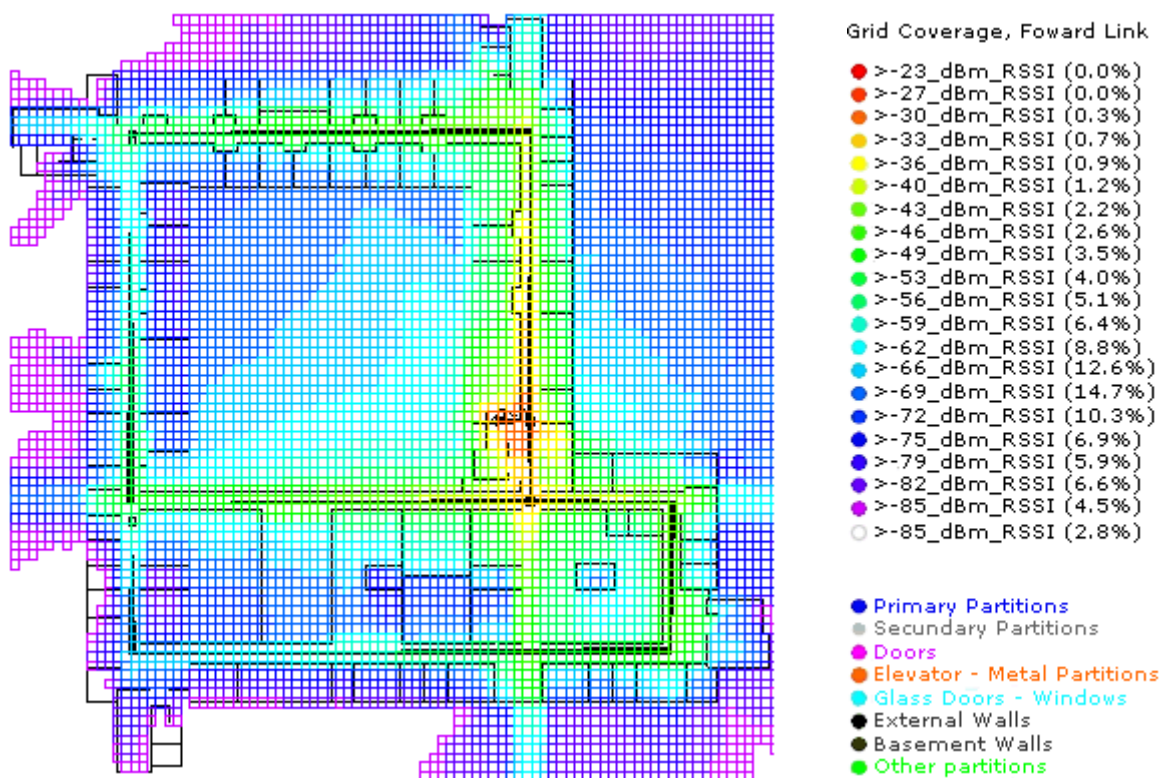 Grid Coverage, Foward Link
>-23_dBm_RSSI (0.0%)
>-27_dBm_RSSI (0.0%)
>-30_dBm_RSSI (0.3%)
>-33_dBm_RSSI (0.7%)
>-36_dBm_RSSI (0.9%)
>-40_dBm_RSSI (1.2%)
>-43_dBm_RSSI (2.2%)
>-46_dBm_RSSI (2.6%)
>-49_dBm_RSSI (3.5%)
>-53_dBm_RSSI (4.0%)
>-56_dBm_RSSI (5.1%)
>-59_dBm_RSSI (6.4%)
>-62_dBm_RSSI (8.8%)
>-66_dBm_RSSI (12.6%)
>-69_dBm_RSSI (14.7%)
>-72_dBm_RSSI (10.3%)
>-75_dBm_RSSI (6.9%)
>-79_dBm_RSSI (5.9%)
>-82_dBm_RSSI (6.6%)
>-85_dBm_RSSI (4.5%)
>-85_dBm_RSSI (2.8%)
Primary Partitions
Secundary Partitions
Doors
Elevator - Metal Partitions
Glass Doors - Windows
External Walls
Basement Walls
Other partitions